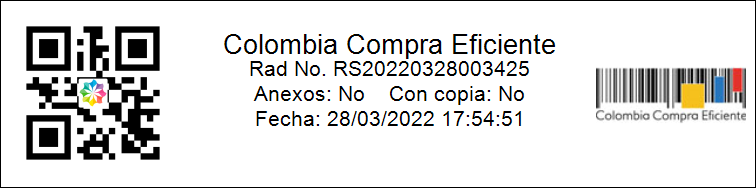 Colombia Compra Eficiente
Rad No. RS20220328003425
Anexos: No    Con copia: No
Fecha: 28/03/2022 17:54:51
Colombia Compra Eficiente